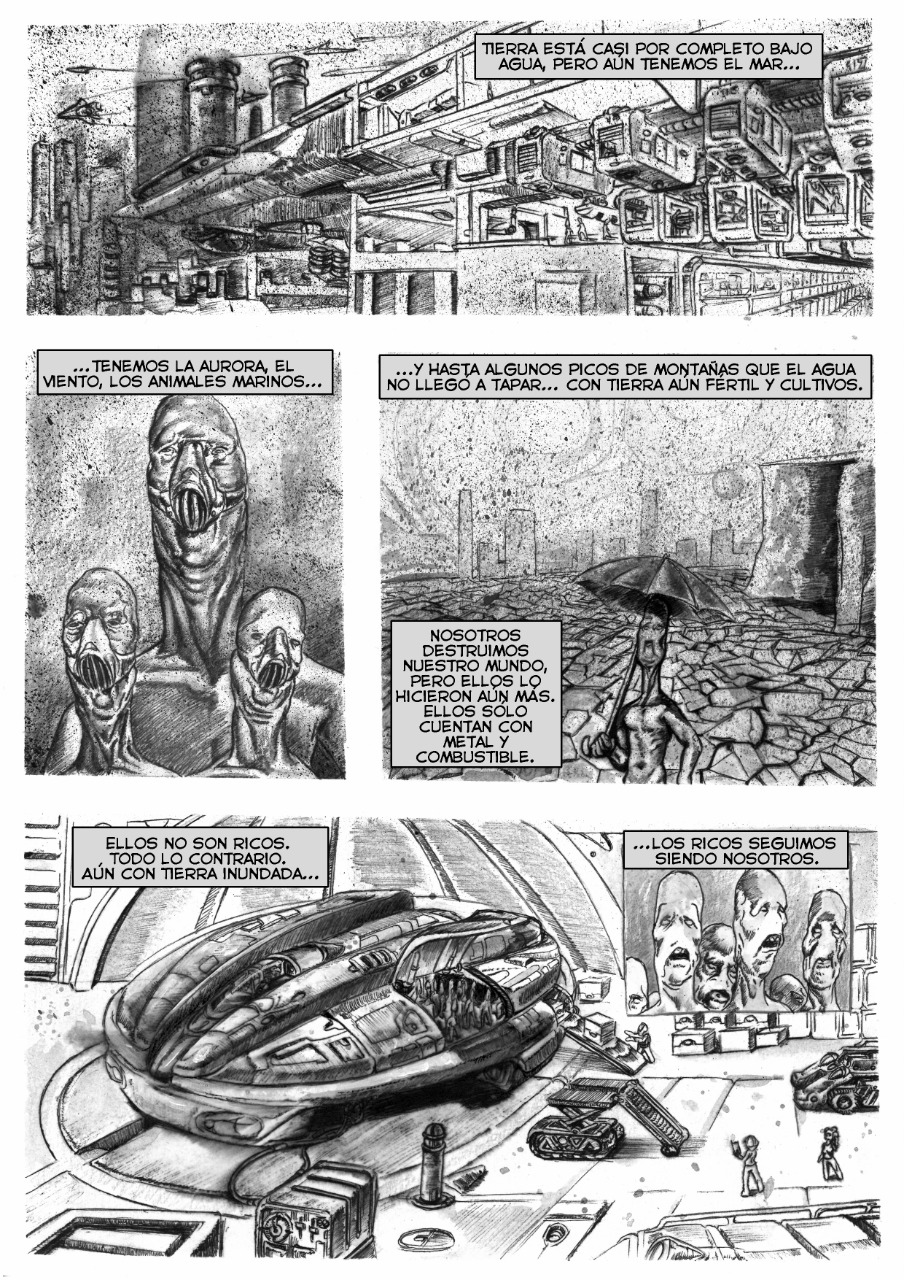 TIERRA ESTÁ CASI POR COMPLETO BAJO
AGUA, PERO AÚN TENEMOS EL MAR...
...TENEMOS LA AURORA, EL
VIENTO, LOS ANIMALES MARINOS...
...Y HASTA ALGUNOS PICOS DE MONTAÑAS QUE EL AGUA
NO LLEGÓ A TAPAR... CON TIERRA AÚN FÉRTIL Y CULTIVOS.
NOSOTROS
DESTRUIMOS
NUESTRO MUNDO,
PERO ELLOS LO
HICIERON AÚN MÁS.
ELLOS SÓLO
CUENTAN CON
METAL Y
COMBUSTIBLE.
ELLOS NO SON RICOS.
TODO LO CONTRARIO.
AÚN CON TIERRA INUNDADA...
...LOS RICOS SEGUIMOS
SIENDO NOSOTROS.